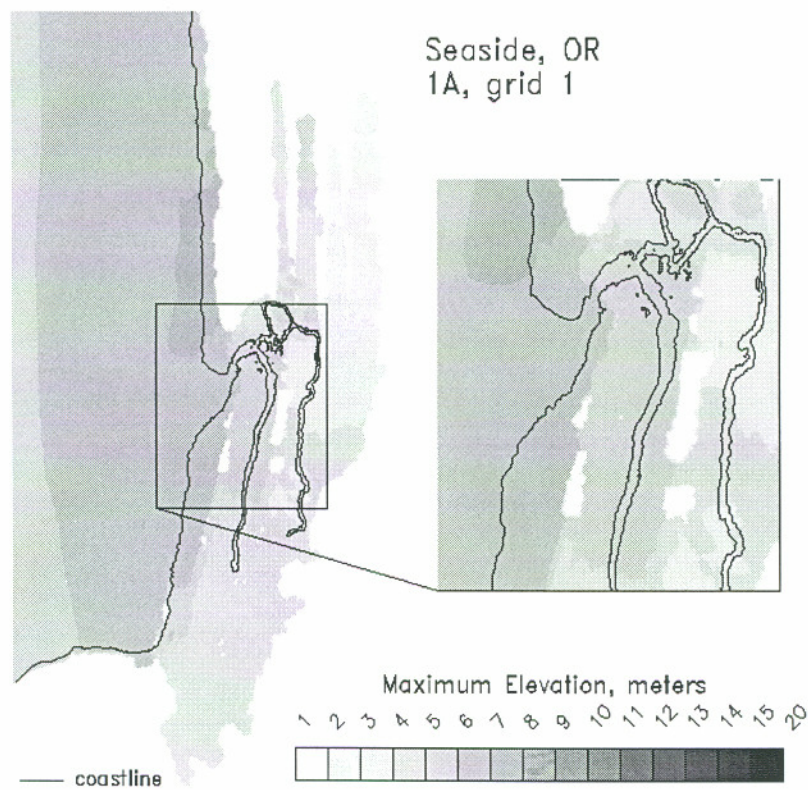 Seaside, OR
1A, grid 1
Maximum Elevation, meters
1 2 3 4 5 6 7 8 9 10 11 12 13 14 15 20
coastline